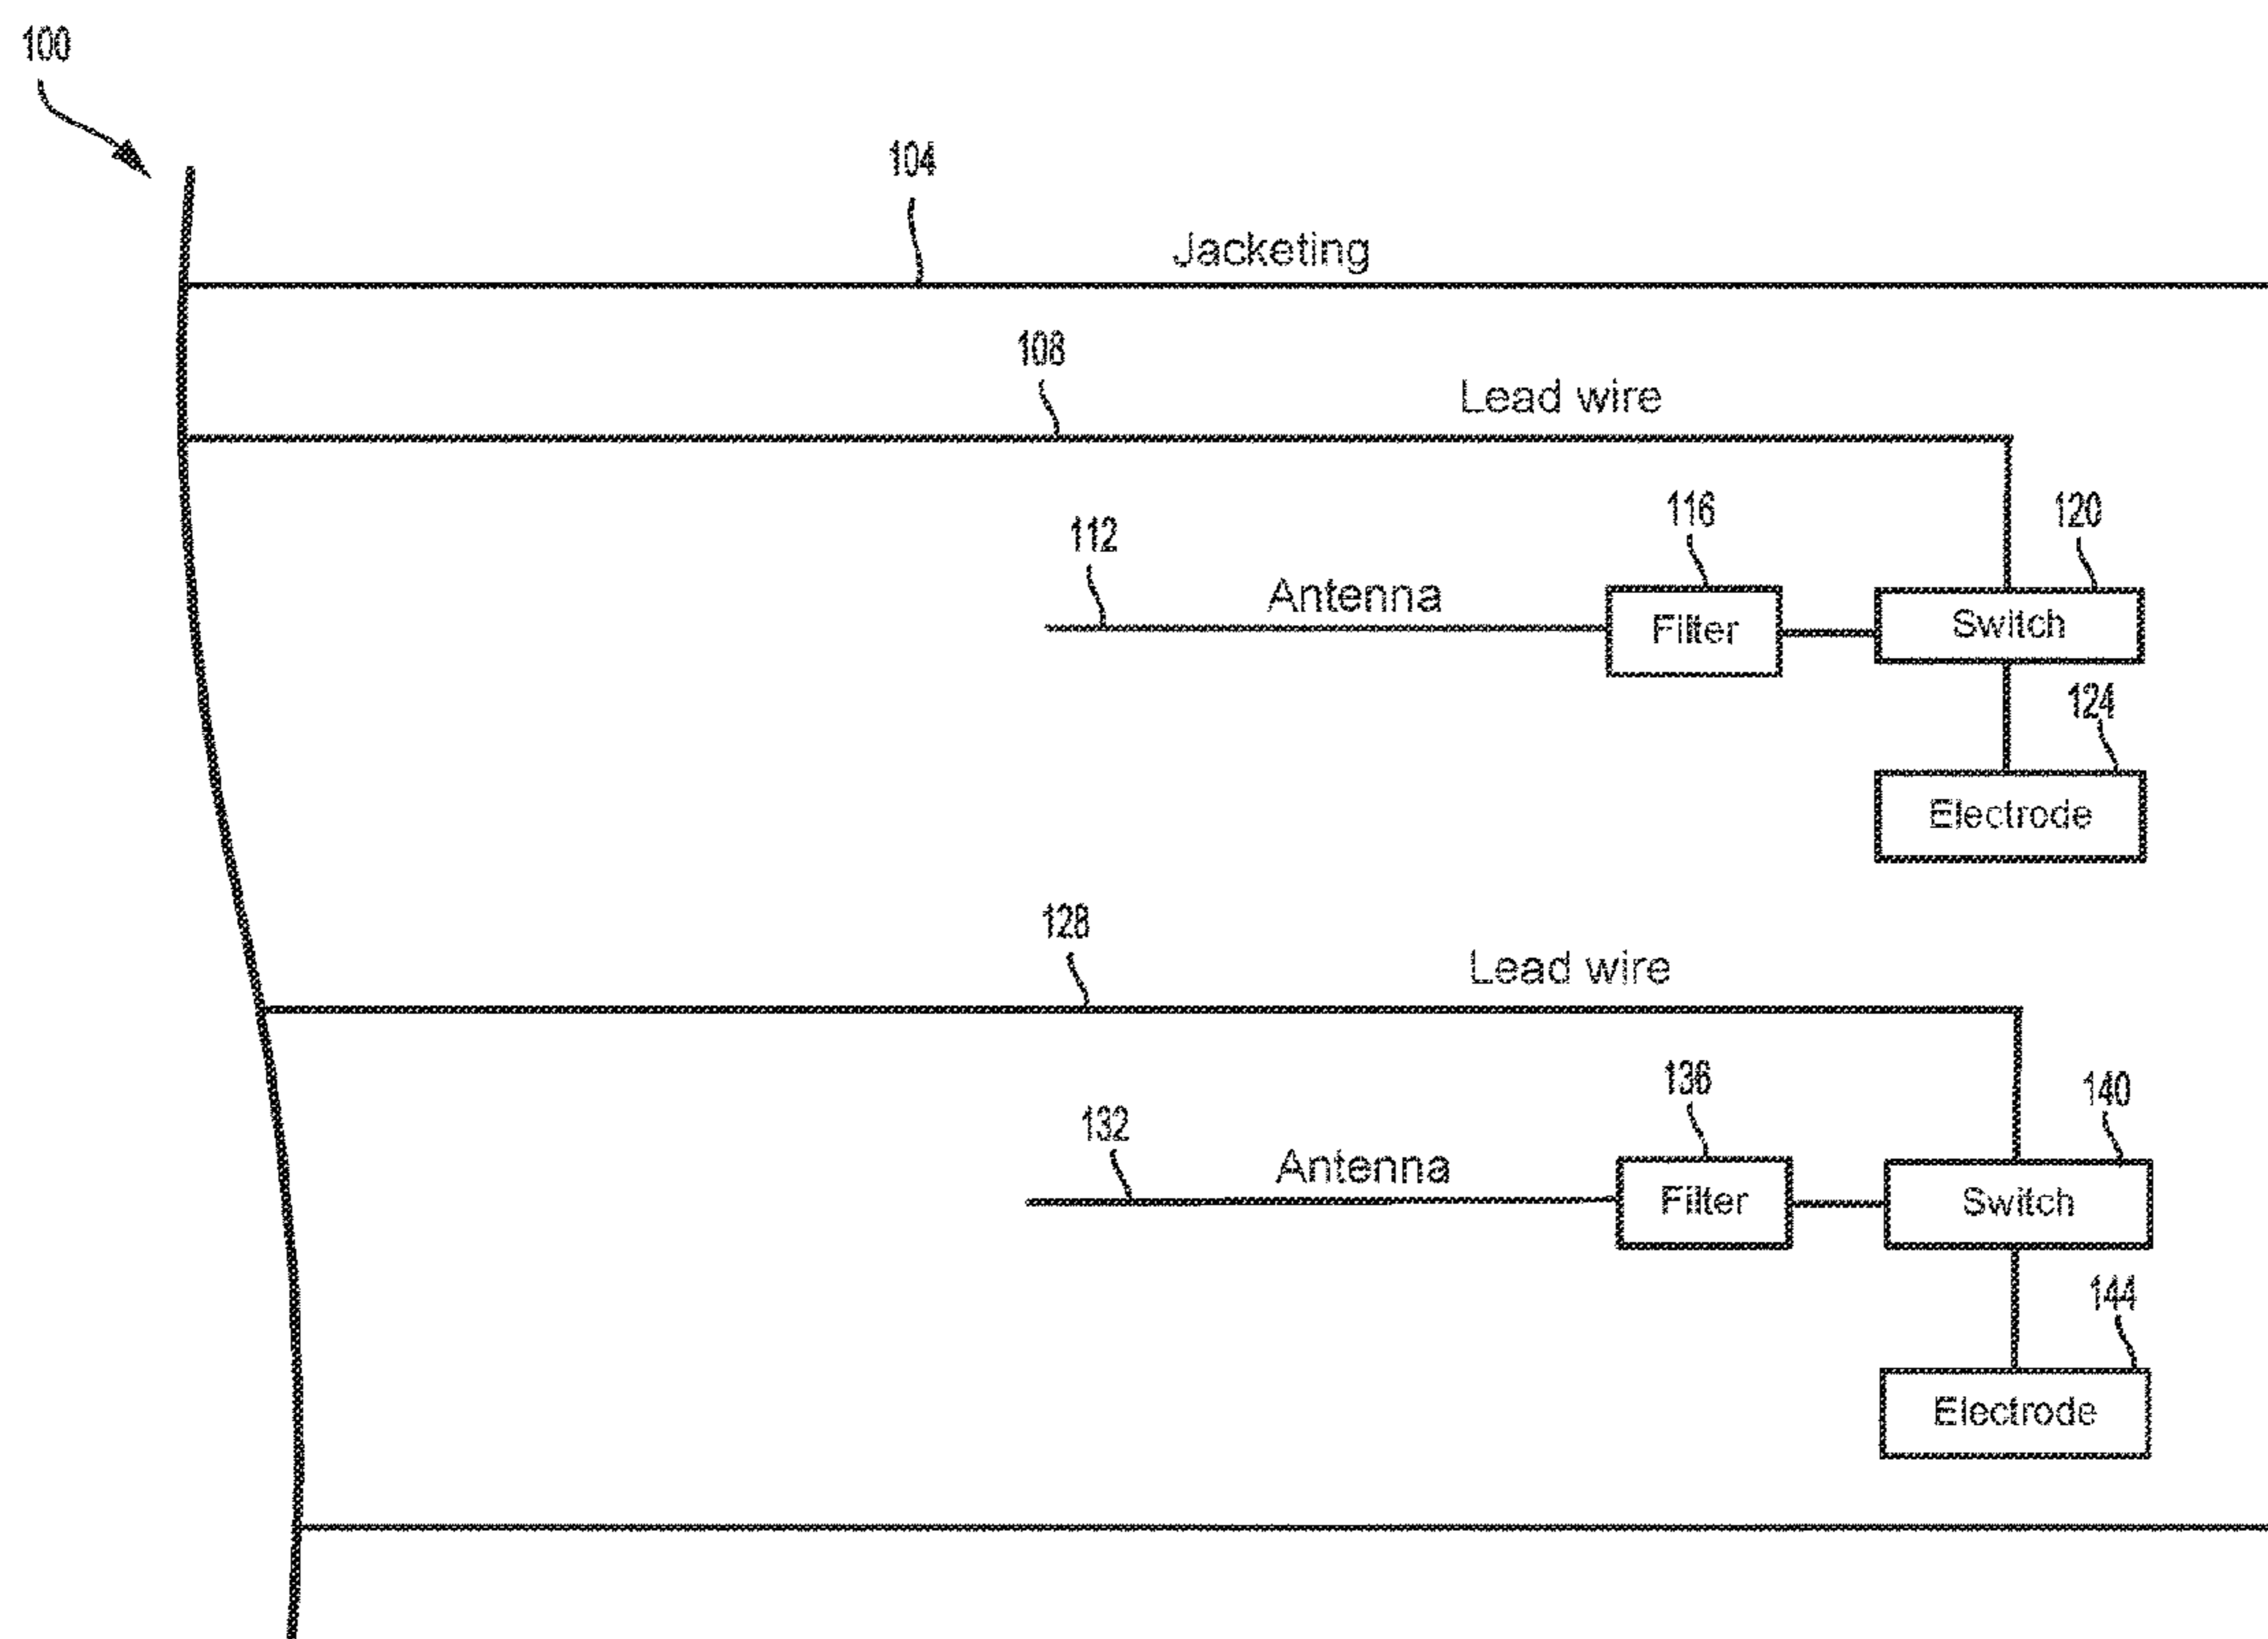 100
104
Jacketing
108
Lead wire
116
120
112
Antenna
Filter
Switch
124
Electrode
128
Lead wire
136
140
132
Antenna
Filter
Switch
144
Electrode